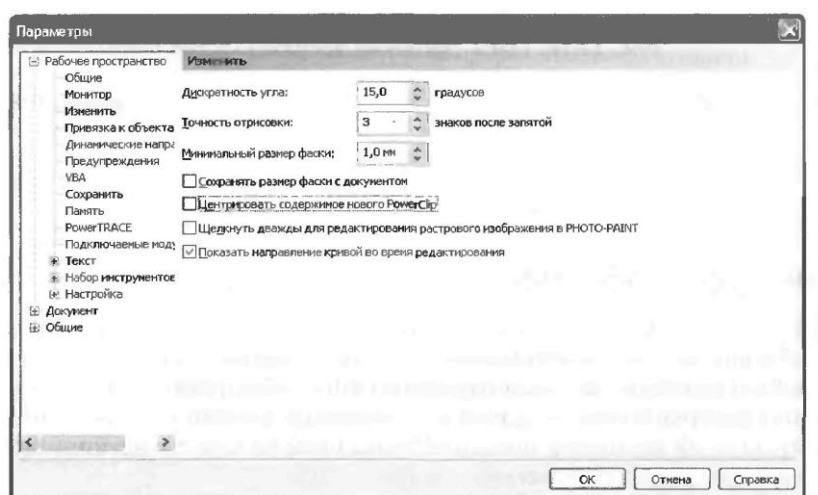 Параметры
Рабочее пространство
Общие
Монитор
Изменить
Привязка к объекта
Динамические напра
Предупреждения
VBA
Сохранить
Память
PowerTRACE
Подключаемые моду
Текст
Набор инструментов
Настройка
Документ
Общие
Изменить
Дискретность угла: 15,0 градусов
Точность отрисовки: 3 знаков после запятой
Минимальный размер фаски: 1,0 мм
Сохранять размер фаски с документом
Центрировать содержимое нового PowerClip
Щелкнуть дважды для редактирования растрового изображения в PHOTO-PAINT
Показать направление кривой во время редактирования
ОК Отмена Справка